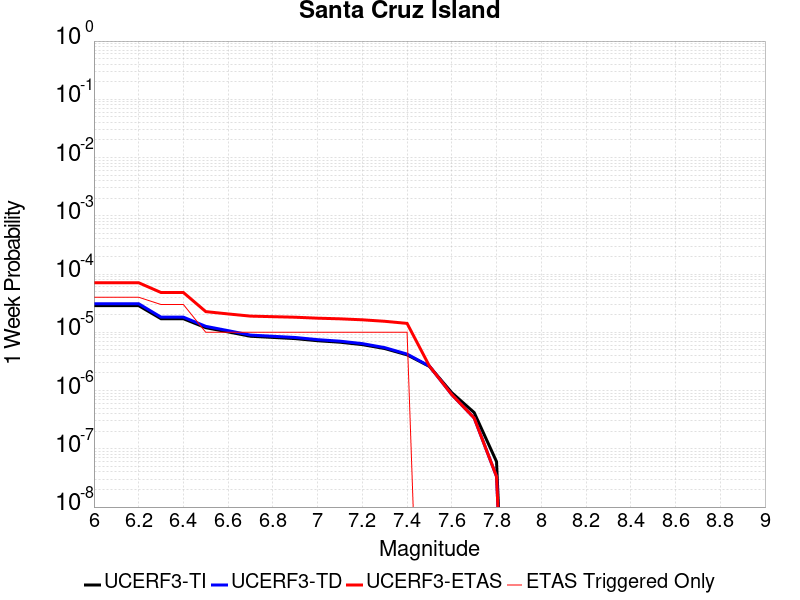 Santa Cruz Island
10^0
10^-1
10^-2
10^-3
10^-4
10^-5
10^-6
10^-7
10^-8
1 Week Probability
6 6.2 6.4 6.6 6.8 7 7.2 7.4 7.6 7.8 8 8.2 8.4 8.6 8.8 9
Magnitude
UCERF3-TI UCERF3-TD UCERF3-ETAS ETAS Triggered Only